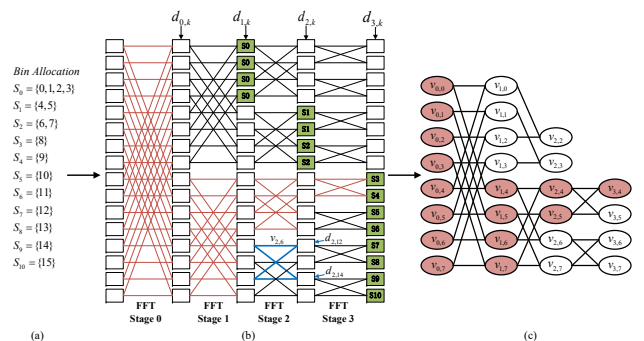 d0,k
d1,k
d2,k
d3,k
Bin Allocation
S0 = {0,1,2,3}
S1 = {4,5}
S2 = {6,7}
S3 = {8}
S4 = {9}
S5 = {10}
S6 = {11}
S7 = {12}
S8 = {13}
S9 = {14}
S10 = {15}
S0
S0
S0
S0
S1
S1
S2
S2
S3
S4
S5
S6
S7
S8
S9
S10
v2,6
d2,12
d2,14
FFT Stage 0
FFT Stage 1
FFT Stage 2
FFT Stage 3
v0,0 v1,0
v0,1 v1,1
v0,2 v1,2 v2,2
v0,3 v1,3 v2,3
v0,4 v1,4 v2,4 v3,4
v0,5 v1,5 v2,5 v3,5
v0,6 v1,6 v2,6 v3,6
v0,7 v1,7 v2,7 v3,7
(a) (b) (c)